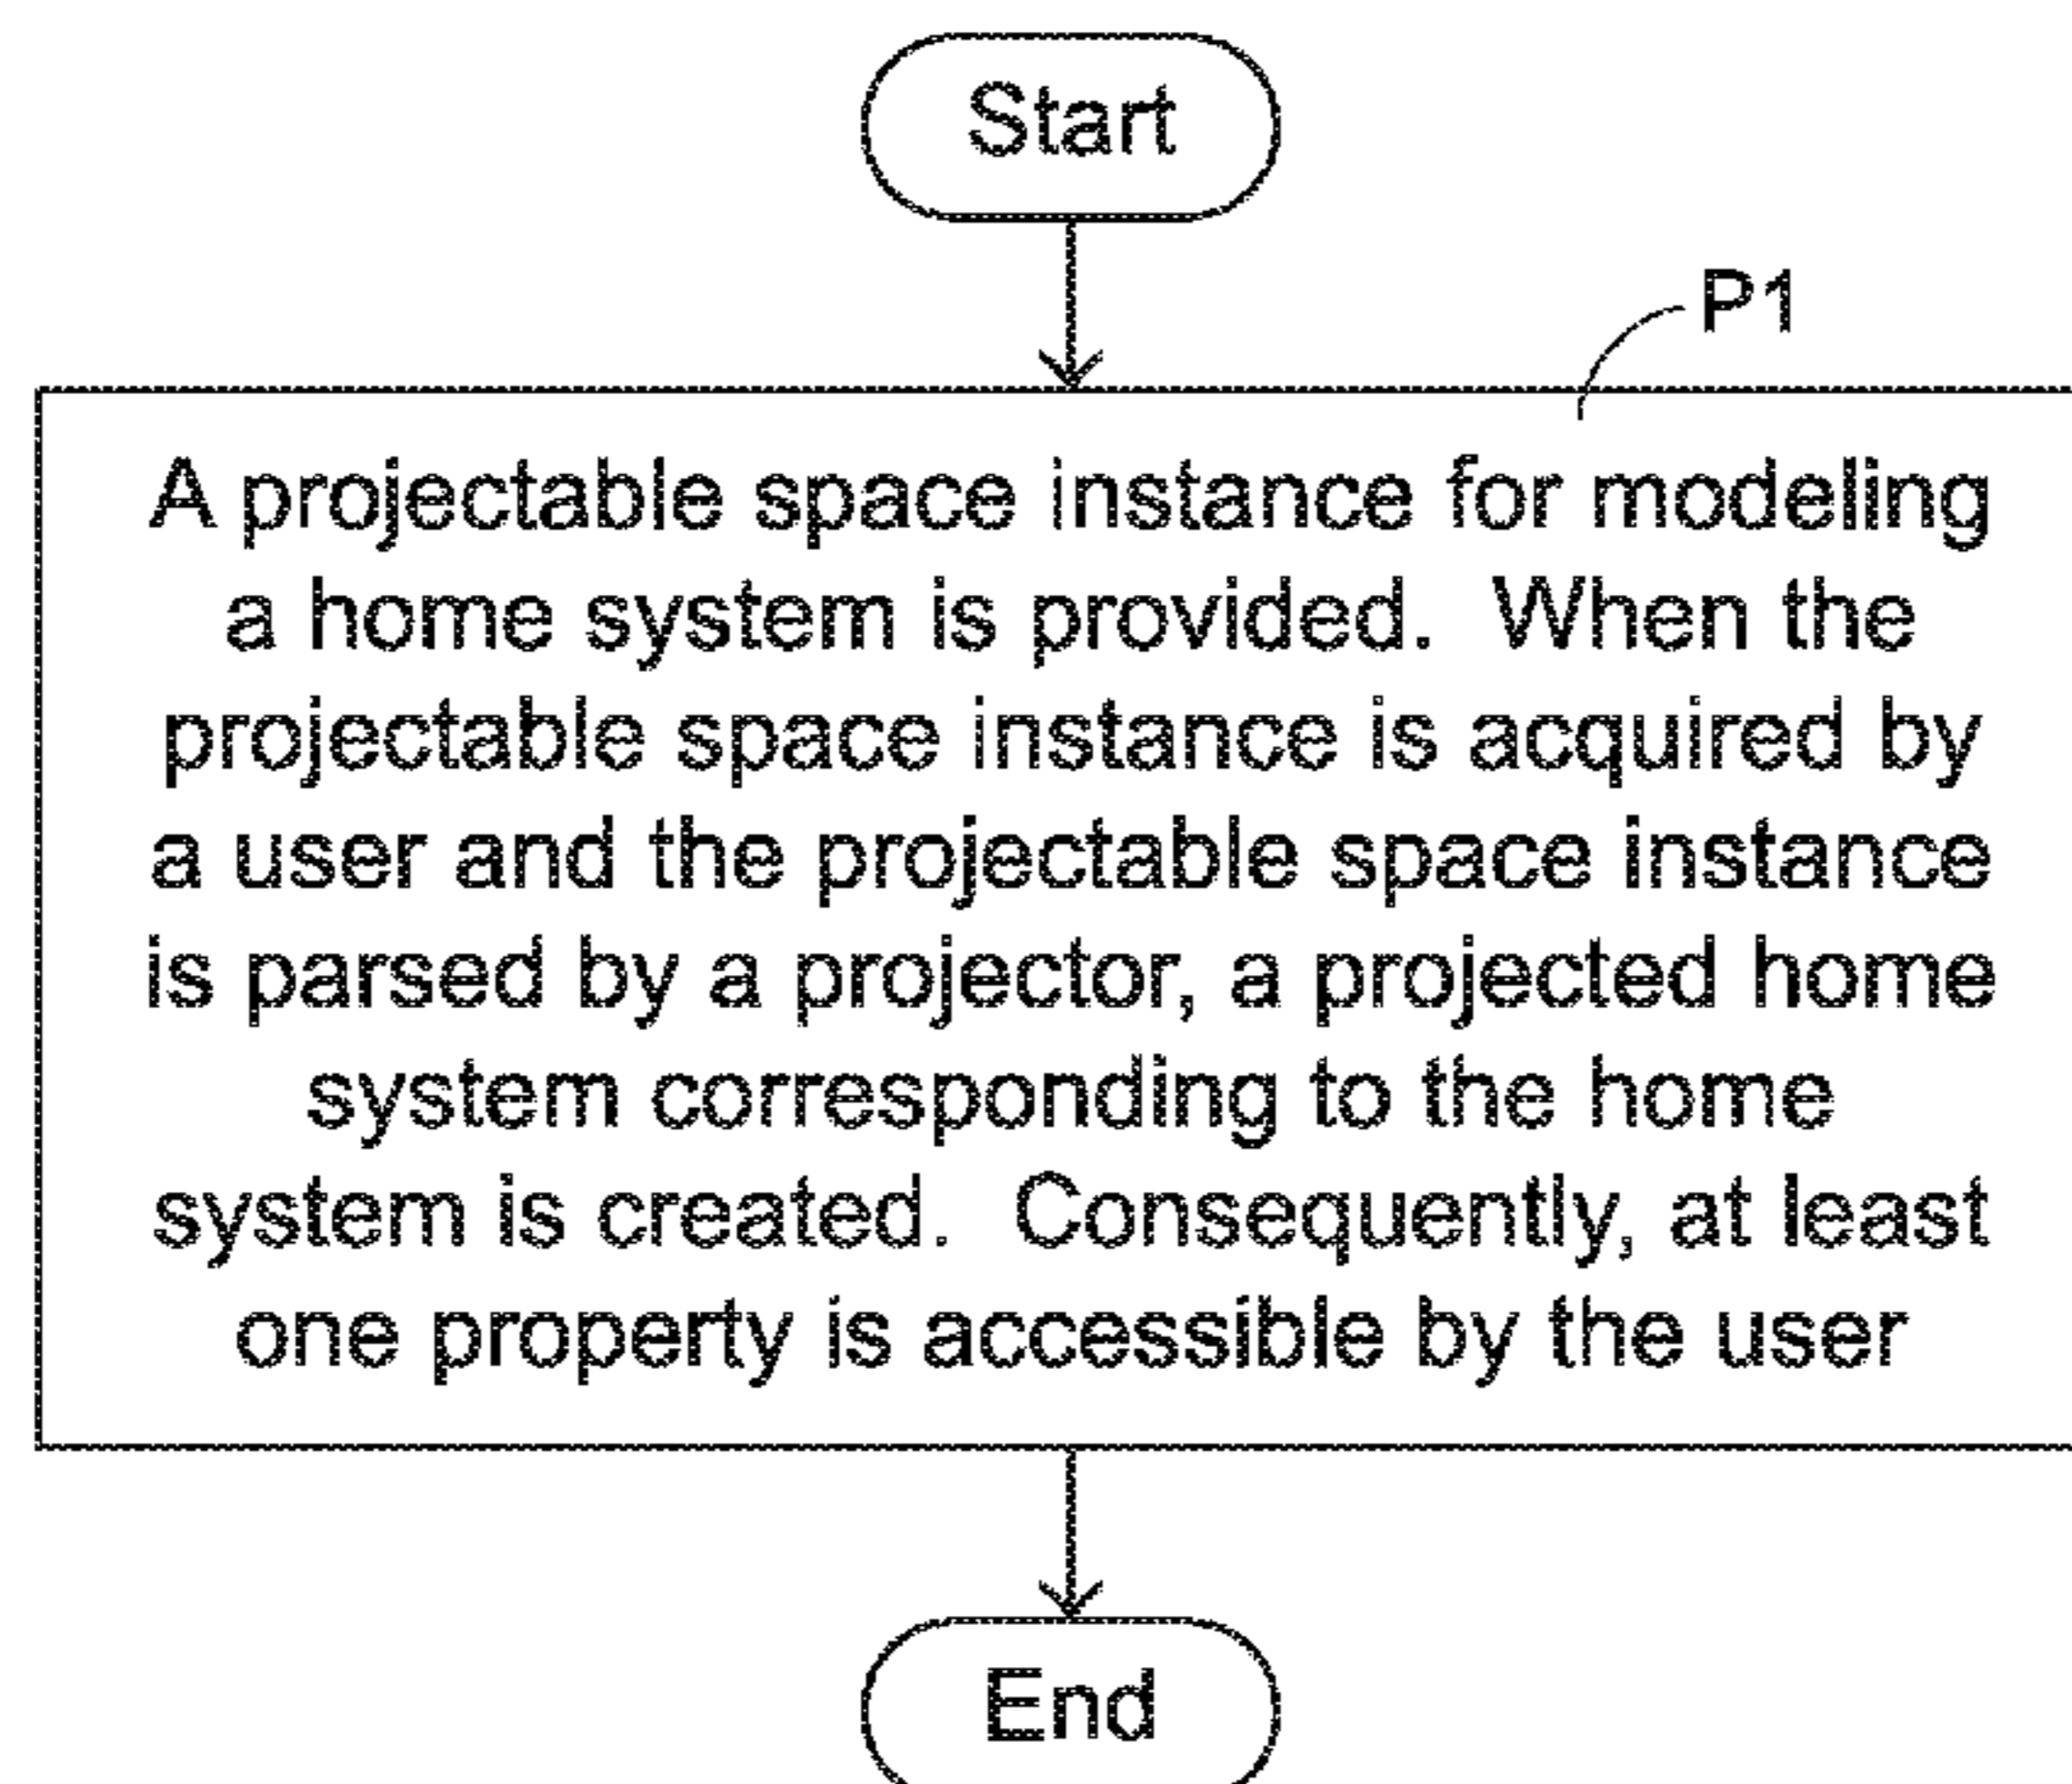 Start
P1
A projectable space instance for modeling
a home system is provided.  When the
projectable space instance is acquired by
a user and the projectable space instance
is parsed by a projector, a projected home
system corresponding to the home
system is created.  Consequently, at least
one property is accessible by the user
End